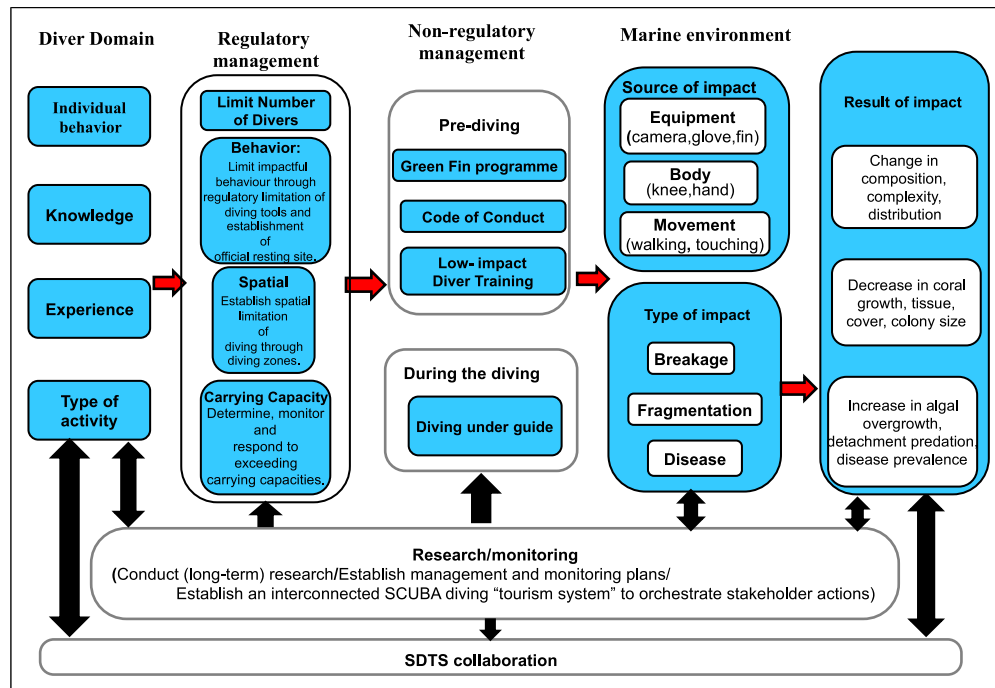 Diver Domain
Individual
behavior
Knowledge
Experience
Type of
activity
Regulatory
management
Limit Number
of Divers
Behavior:
Limit impactful
behaviour through
regulatory limitation of
diving tools and
establishment
of
official resting site.
Spatial
Establish spatial
limitation
of
diving through
diving zones.
Carrying Capacity
Determine, monitor
and
respond to
exceeding
carrying capacities.
Non-regulatory
management
Pre-diving
Green Fin programme
Code of Conduct
Low- impact
Diver Training
During the diving
Diving under guide
Marine environment
Source of impact
Equipment
(camera,glove,fin)
Body
(knee,hand)
Movement
(walking, touching)
Type of impact
Breakage
Fragmentation
Disease
Result of impact
Change in
composition,
complexity,
distribution
Decrease in coral
growth, tissue,
cover, colony size
Increase in algal
overgrowth,
detachment predation,
disease prevalence
Research/monitoring
(Conduct (long-term) research/Establish management and monitoring plans/
Establish an interconnected SCUBA diving “tourism system” to orchestrate stakeholder actions)
SDTS collaboration